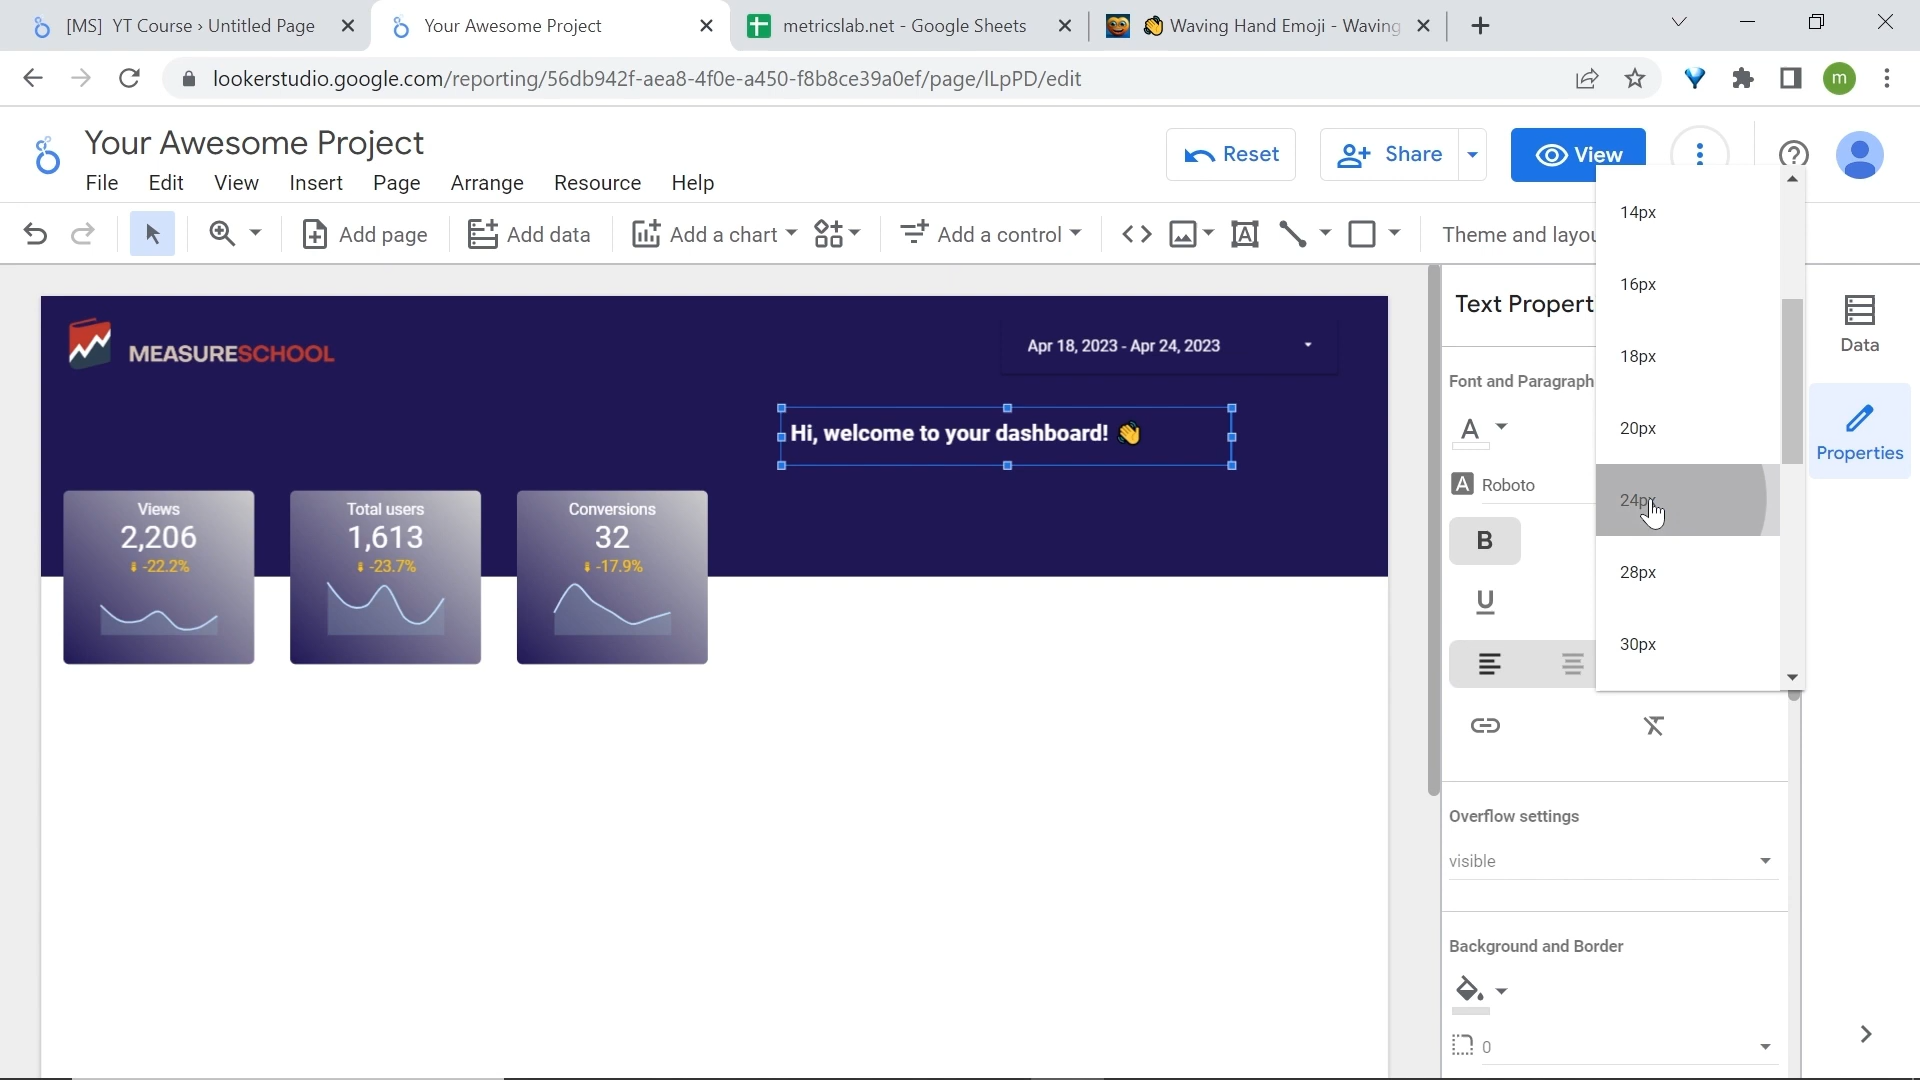 [MS] YT Course › Untitled Page
Your Awesome Project
metricslab.net - Google Sheets
👋 Waving Hand Emoji - Waving
lookerstudio.google.com/reporting/56db942f-aea8-4f0e-a450-f8b8ce39a0ef/page/lLpPD/edit
m
Your Awesome Project
File Edit View Insert Page Arrange Resource Help
Reset
Share
View
Add page
Add data
Add a chart
Add a control
Theme and layou
MEASURESCHOOL
Apr 18, 2023 - Apr 24, 2023
Hi, welcome to your dashboard! 👋
Views
2,206
-22.2%
Total users
1,613
-23.7%
Conversions
32
-17.9%
Text Propert
Font and Paragraph
A
A Roboto
B
U
14px
16px
18px
20px
24px
28px
30px
Overflow settings
visible
Background and Border
0
Data
Properties